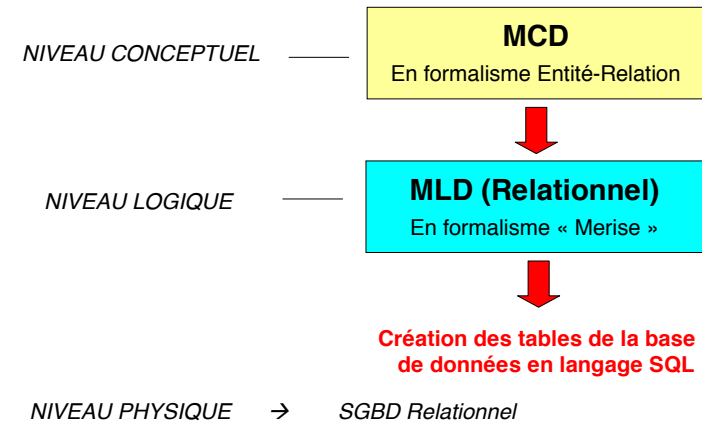 NIVEAU CONCEPTUEL
MCD
En formalisme Entité-Relation
NIVEAU LOGIQUE
MLD (Relationnel)
En formalisme « Merise »
Création des tables de la base
de données en langage SQL
NIVEAU PHYSIQUE → SGBD Relationnel